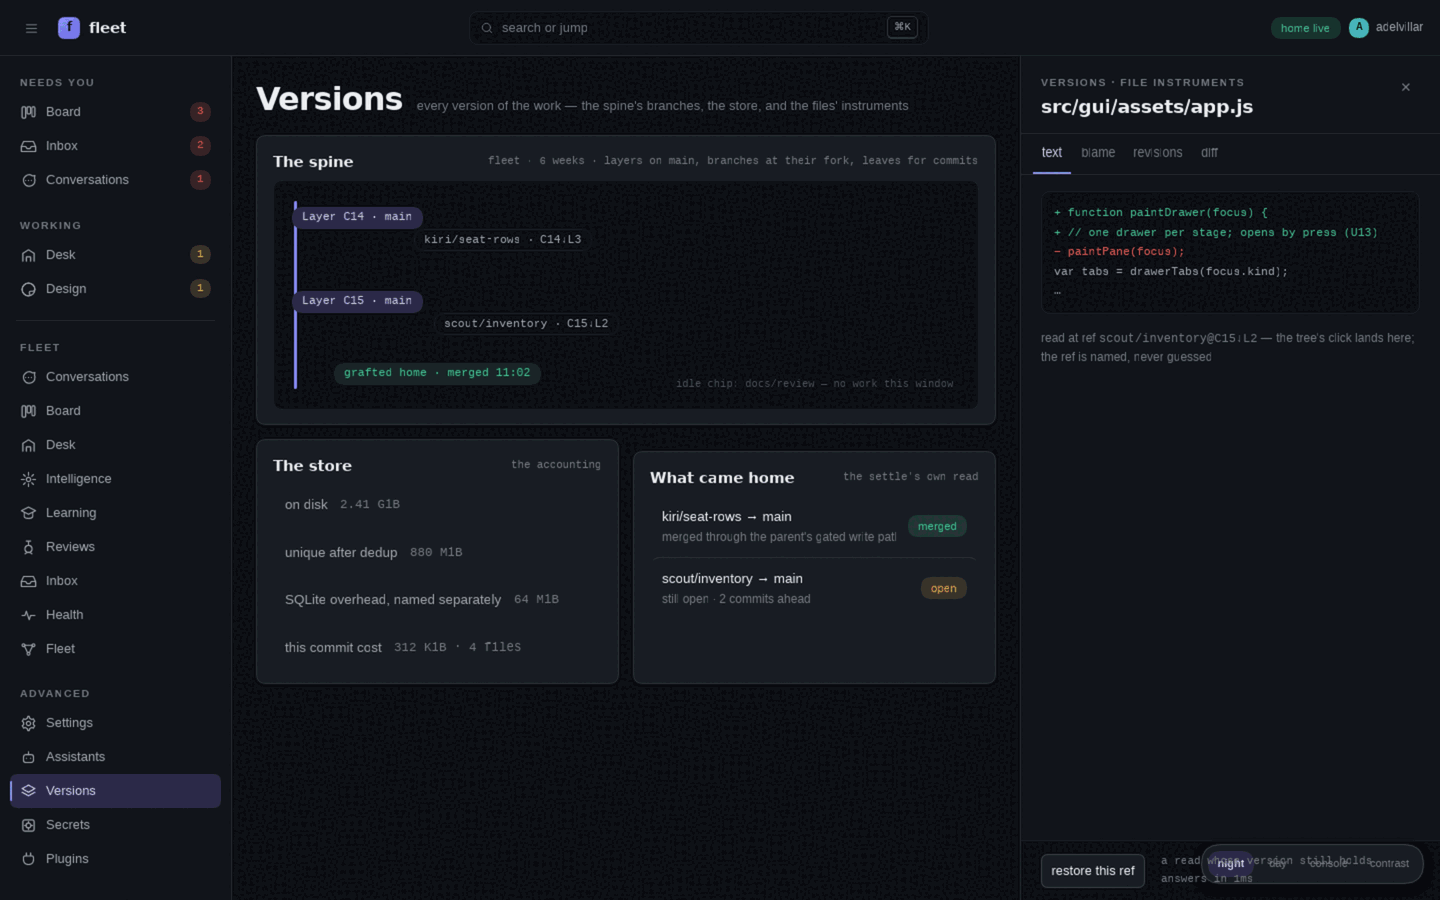 f fleet
search or jump
⌘K
home live
A adelvillar
NEEDS YOU
Board 3
Inbox 2
Conversations 1
WORKING
Desk 1
Design 1
FLEET
Conversations
Board
Desk
Intelligence
Learning
Reviews
Inbox
Health
Fleet
ADVANCED
Settings
Assistants
Versions
Secrets
Plugins
Versions every version of the work — the spine's branches, the store, and the files' instruments
The spine
fleet · 6 weeks · layers on main, branches at their fork, leaves for commits
Layer C14 · main
kiri/seat-rows · C14↓L3
Layer C15 · main
scout/inventory · C15↓L2
grafted home · merged 11:02
idle chip: docs/review — no work this window
The store
the accounting
on disk 2.41 GiB
unique after dedup 880 MiB
SQLite overhead, named separately 64 MiB
this commit cost 312 KiB · 4 files
What came home
the settle's own read
kiri/seat-rows → main
merged through the parent's gated write
merged
scout/inventory → main
still open · 2 commits ahead
open
VERSIONS · FILE INSTRUMENTS
src/gui/assets/app.js
×
text blame revisions diff
+ function paintDrawer(focus) {
+ // one drawer per stage; opens by press (U13)
− paintPane(focus);
var tabs = drawerTabs(focus.kind);
…
read at ref scout/inventory@C15↓L2 — the tree's click lands here;
the ref is named, never guessed
restore this ref
a read whose version still holds
answers in 1ms
night day console contrast